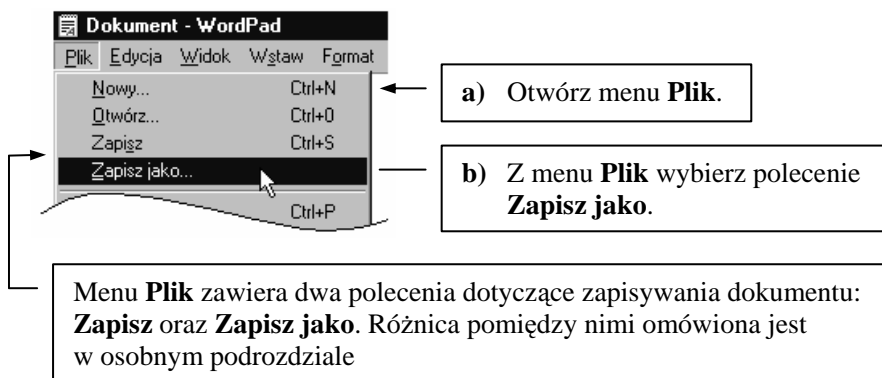 Dokument - WordPad
Plik Edycja Widok Wstaw Format
Nowy... Ctrl+N
Otwórz... Ctrl+O
Zapisz Ctrl+S
Zapisz jako...
Ctrl+P
a) Otwórz menu Plik.
b) Z menu Plik wybierz polecenie
Zapisz jako.
Menu Plik zawiera dwa polecenia dotyczące zapisywania dokumentu:
Zapisz oraz Zapisz jako. Różnica pomiędzy nimi omówiona jest
w osobnym podrozdziale